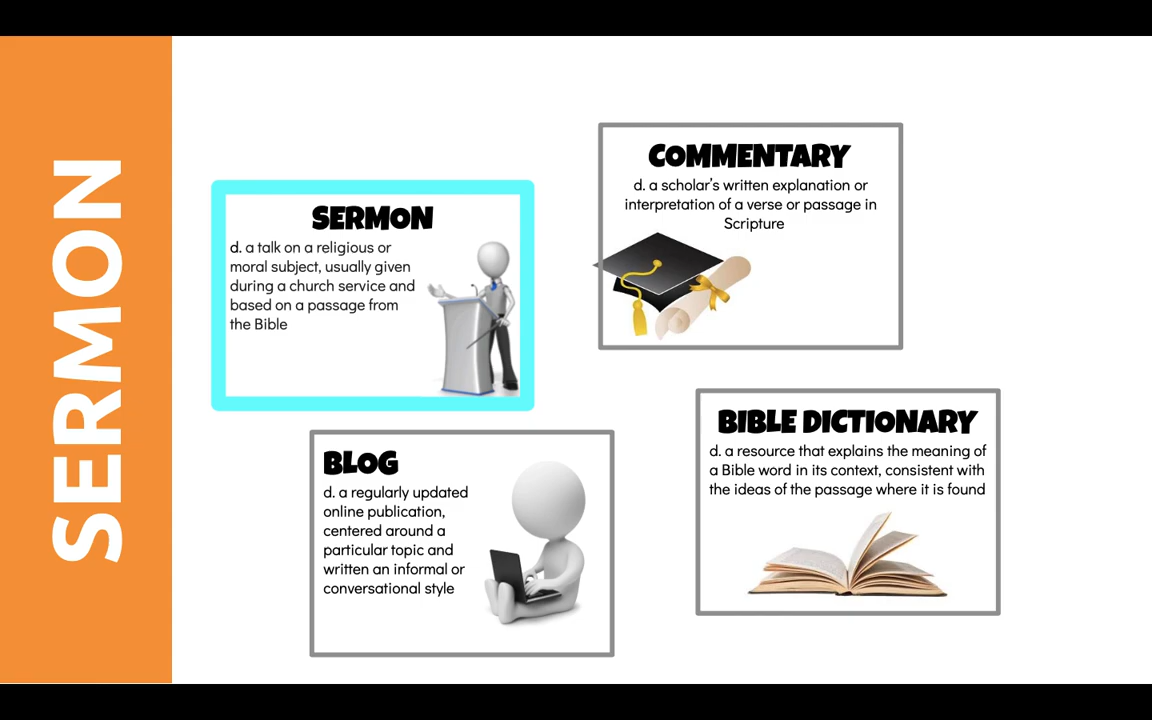 SERMON
SERMON
d. a talk on a religious or
moral subject, usually given
during a church service and
based on a passage from
the Bible
COMMENTARY
d. a scholar's written explanation or
interpretation of a verse or passage in
Scripture
BLOG
d. a regularly updated
online publication,
centered around a
particular topic and
written an informal or
conversational style
BIBLE DICTIONARY
d. a resource that explains the meaning of
a Bible word in its context, consistent with
the ideas of the passage where it is found